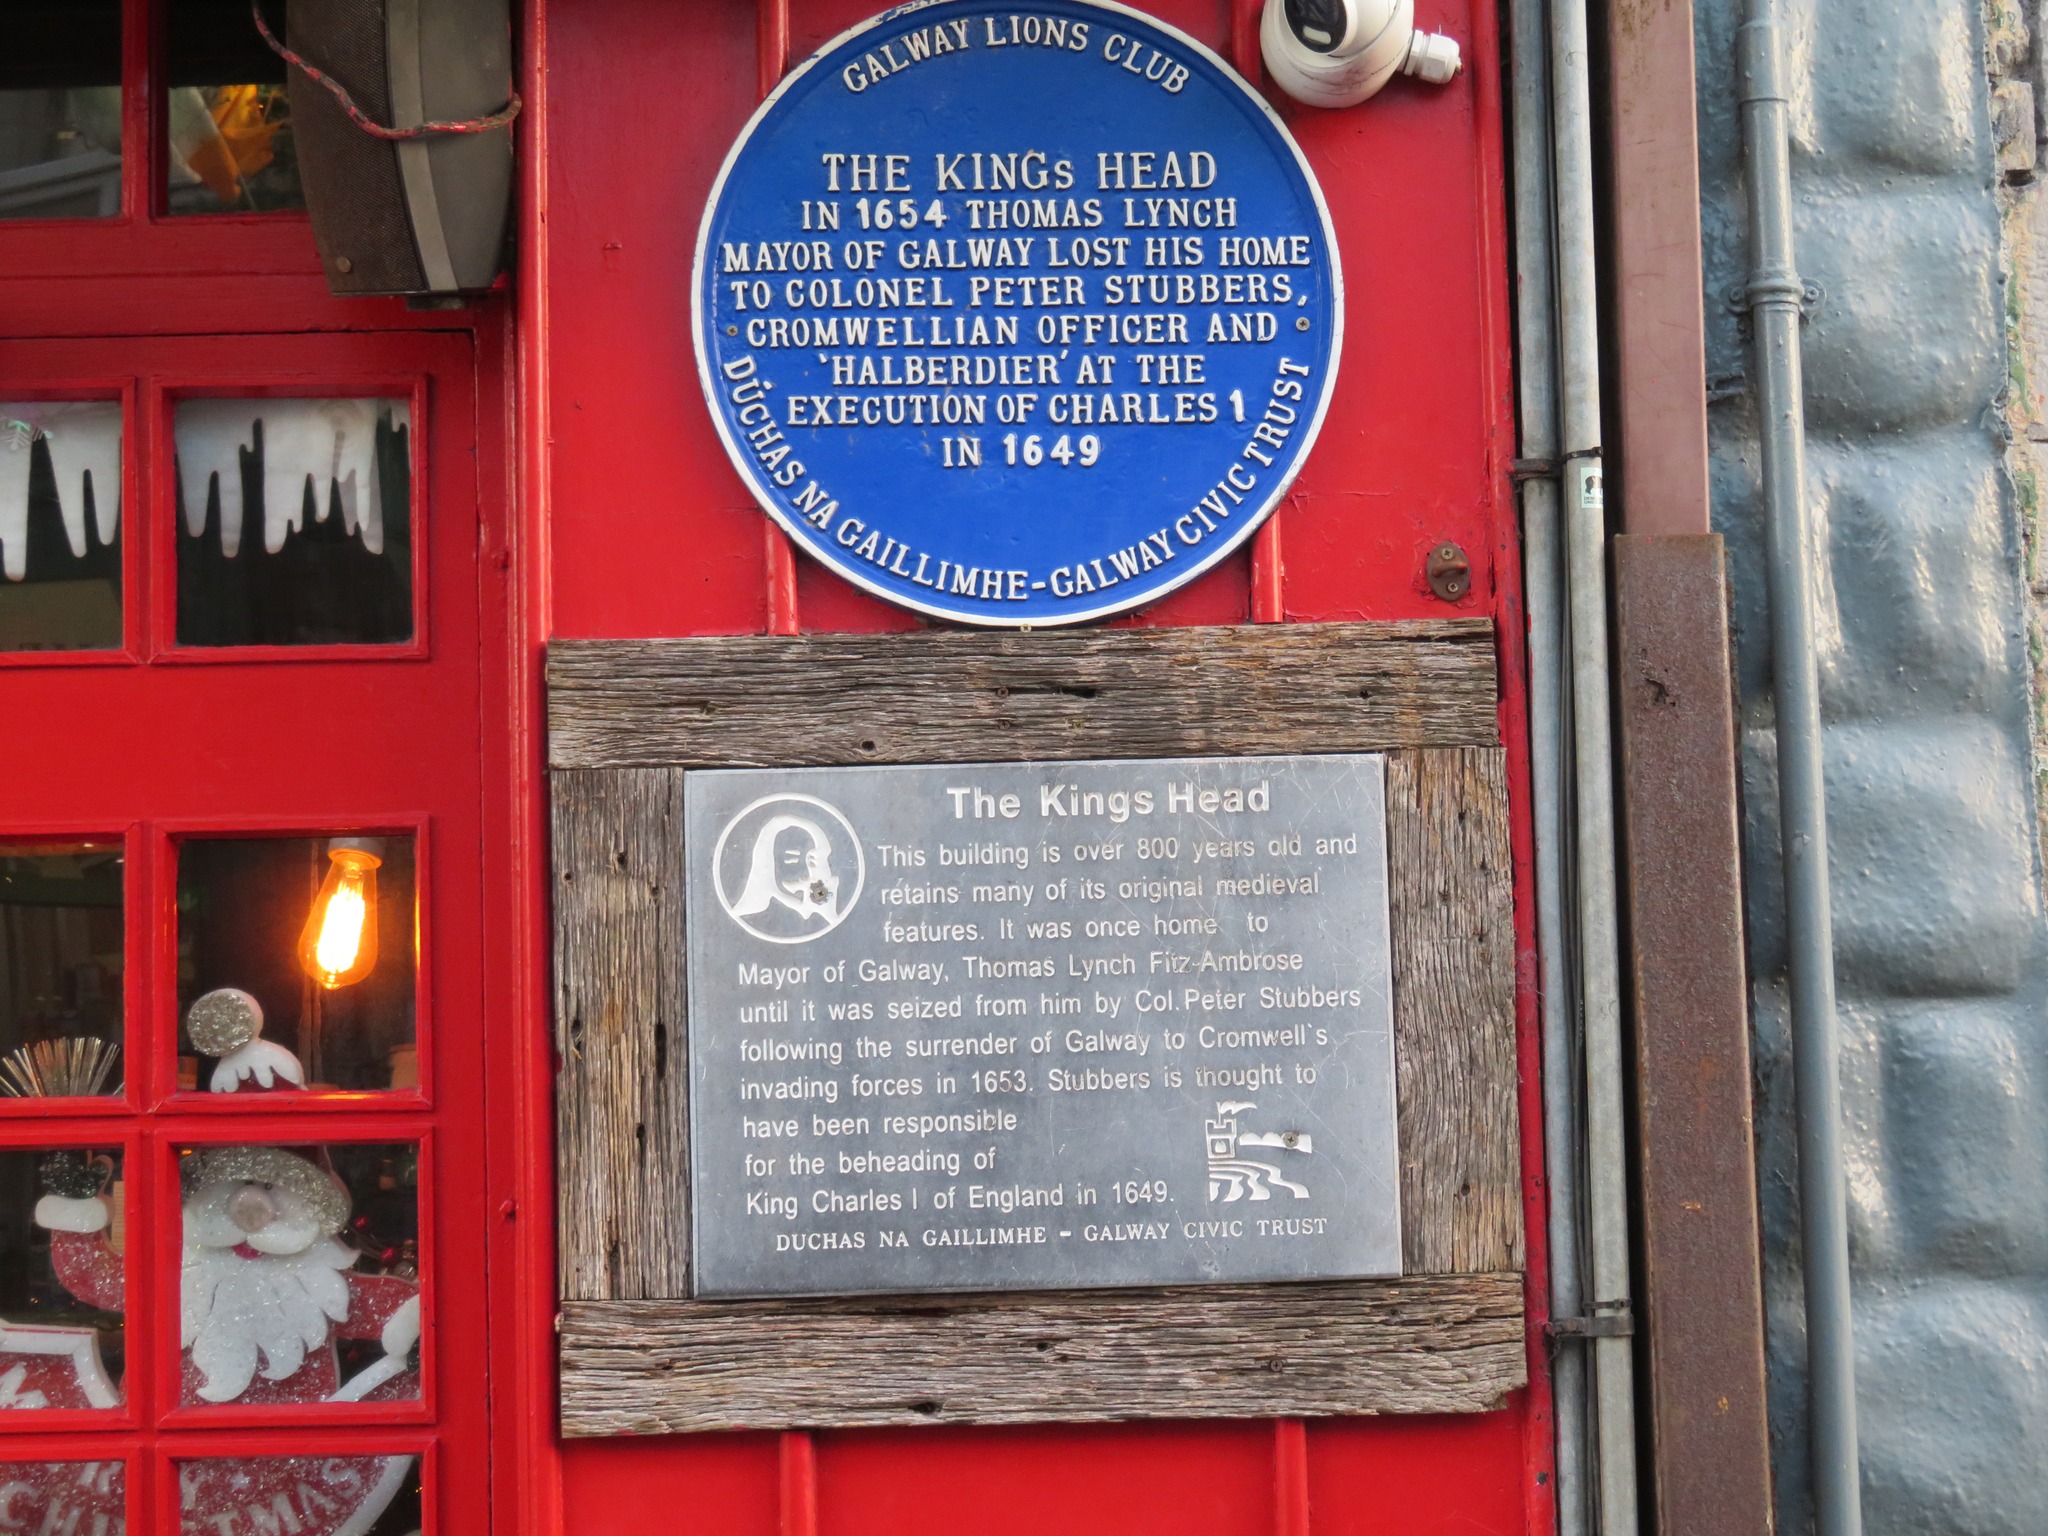 GALWAY LIONS CLUB
THE KINGs HEAD
IN 1654 THOMAS LYNCH
MAYOR OF GALWAY LOST HIS HOME
TO COLONEL PETER STUBBERS,
CROMWELLIAN OFFICER AND
'HALBERDIER' AT THE
EXECUTION OF CHARLES 1
IN 1649
DÚCHAS NA GAILLIMHE-GALWAY CIVIC TRUST
The Kings Head
This building is over 800 years old and
retains many of its original medieval
features. It was once home to
Mayor of Galway, Thomas Lynch Fitz-Ambrose
until it was seized from him by Col. Peter Stubbers
following the surrender of Galway to Cromwell`s
invading forces in 1653. Stubbers is thought to
have been responsible
for the beheading of
King Charles I of England in 1649.
DUCHAS NA GAILLIMHE - GALWAY CIVIC TRUST